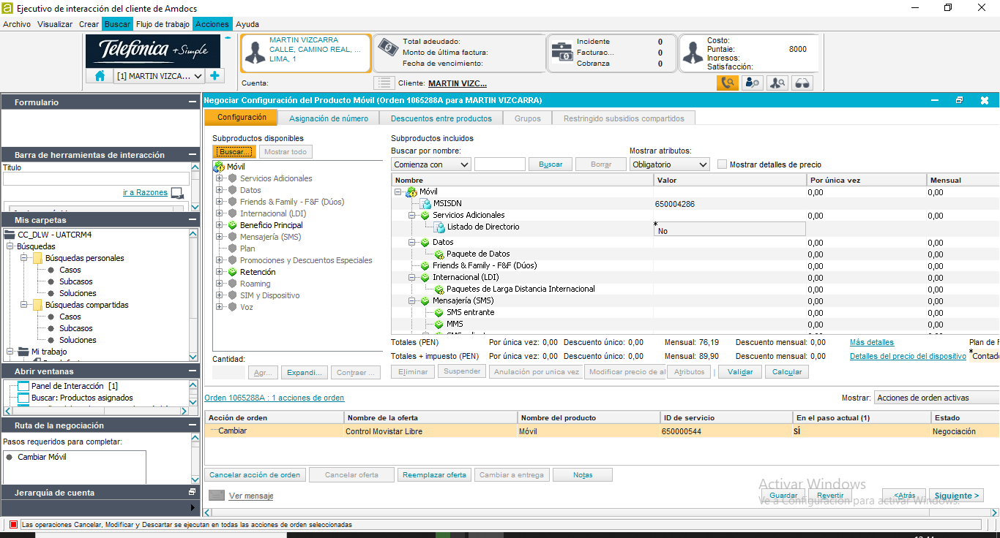 Ejecutivo de interacción del cliente de Amdocs
Archivo Visualizar Crear Buscar Flujo de trabajo Acciones Ayuda
Telefónica +Simple
[1] MARTIN VIZCA...
MARTIN VIZCARRA
CALLE, CAMINO REAL, ...
LIMA, 1
Total adeudado:
Monto de última factura:
Fecha de vencimiento:
Incidente 0
Facturac... 0
Cobranza 0
Costo:
Puntaie: 8000
Ingresos:
Satisfacción:
Cuenta:
Cliente: MARTIN VIZC...
Formulario
Barra de herramientas de interacción
Titulo
ir a Razones
Mis carpetas
CC_DLW - UATCRM4
Búsquedas
Búsquedas personales
Casos
Subcasos
Soluciones
Búsquedas compartidas
Casos
Subcasos
Soluciones
Mi trabajo
Abrir ventanas
Panel de Interacción [1]
Buscar: Productos asignados
Ruta de la negociación
Pasos requeridos para completar:
Cambiar Móvil
Jerarquía de cuenta
Negociar Configuración del Producto Móvil (Orden 1065288A para MARTIN VIZCARRA)
Configuración Asignación de número Descuentos entre productos Grupos Restringido subsidios compartidos
Subproductos disponibles
Buscar... Mostrar todo
Móvil
Servicios Adicionales
Datos
Friends & Family - F&F (Dúos)
Internacional (LDI)
Beneficio Principal
Mensajería (SMS)
Plan
Promociones y Descuentos Especiales
Retención
Roaming
SIM y Dispositivo
Voz
Cantidad:
Agr... Expandi... Contraer ...
Subproductos incluidos
Buscar por nombre: Mostrar atributos:
Comienza con Buscar Borrar Obligatorio Mostrar detalles de precio
Nombre Valor Por única vez Mensual
Móvil 0,00 0,00
MSISDN 650004286
Servicios Adicionales 0,00 0,00
Listado de Directorio * No
Datos 0,00 0,00
Paquete de Datos 0,00 0,00
Friends & Family - F&F (Dúos) 0,00 0,00
Internacional (LDI) 0,00 0,00
Paquetes de Larga Distancia Internacional 0,00 0,00
Mensajería (SMS) 0,00 0,00
SMS entrante 0,00 0,00
MMS 0,00 0,00
Totales (PEN) Por única vez: 0,00 Descuento único: 0,00 Mensual: 76,19 Descuento mensual: 0,00 Más detalles Plan de F
Totales + impuesto (PEN) Por única vez: 0,00 Descuento único: 0,00 Mensual: 89,90 Descuento mensual: 0,00 Detalles del precio del dispositivo * Contado
Eliminar Suspender Anulación por unica vez Modificar precio de al Atributos | Validar Calcular
Orden 1065288A : 1 acciones de orden
Mostrar: Acciones de orden activas
Acción de orden Nombre de la oferta Nombre del producto ID de servicio En el paso actual (1) Estado
Cambiar Control Movistar Libre Móvil 650000544 SÍ Negociación
Cancelar acción de orden Cancelar oferta Reemplazar oferta Cambiar a entrega Notas
Ver mensaje
Guardar Revertir <Atrás Siguiente >
Activar Windows
Ve a Configuración para activar Windows.
Las operaciones Cancelar, Modificar y Descartar se ejecutan en todas las acciones de orden seleccionadas